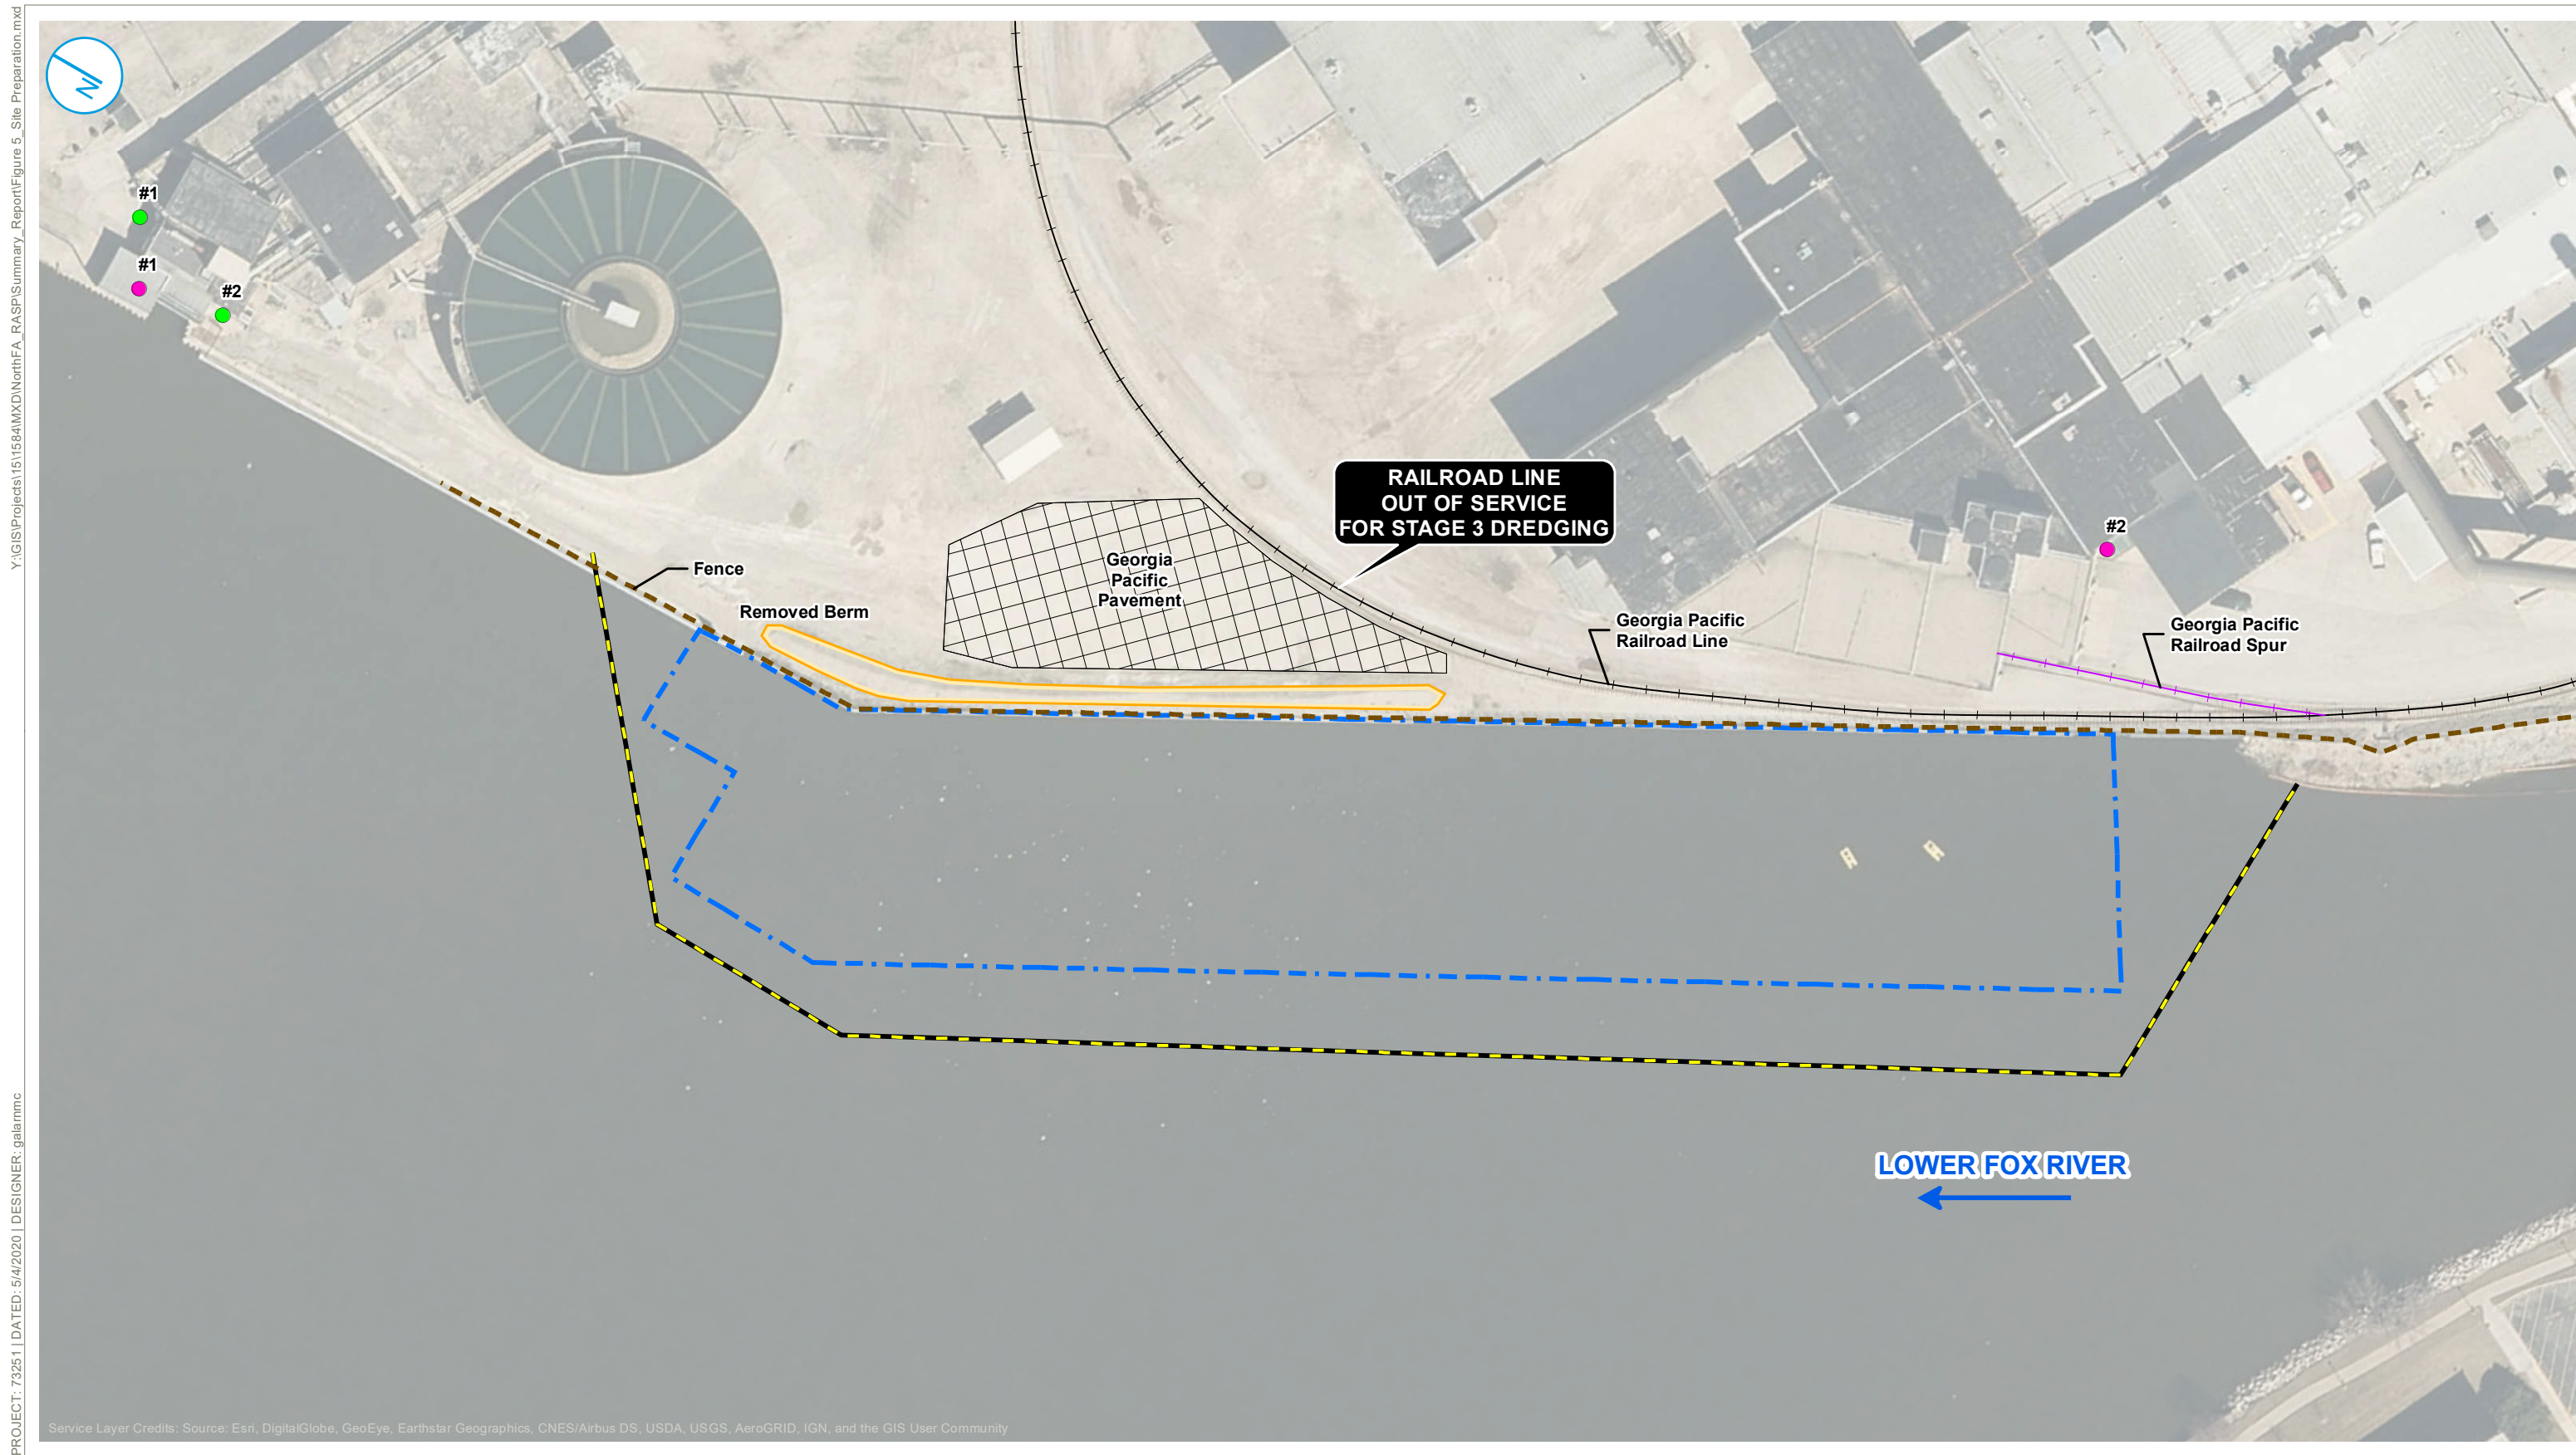 Y:\GIS\Projects\15\1584\MXD\NorthFA_RASP\Summary_Report\Figure 5_Site Preparation.mxd
PROJECT: 73251 | DATED: 5/4/2020 | DESIGNER: galarnmc
N
#1
#1
#2
RAILROAD LINE
OUT OF SERVICE
FOR STAGE 3 DREDGING
#2
Fence
Georgia
Pacific
Pavement
Removed Berm
Georgia Pacific
Railroad Line
Georgia Pacific
Railroad Spur
LOWER FOX RIVER
Service Layer Credits: Source: Esri, DigitalGlobe, GeoEye, Earthstar Geographics, CNES/Airbus DS, USDA, USGS, AeroGRID, IGN, and the GIS User Community